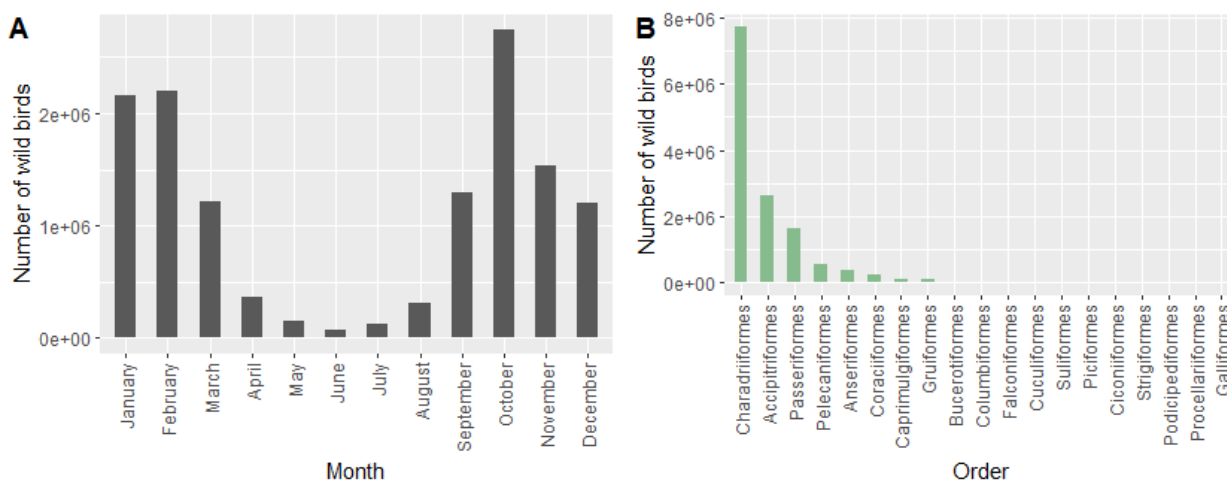 A
Number of wild birds
2e+06
1e+06
0e+00
January
February
March
April
May
June
July
August
September
October
November
December
Month
B
Number of wild birds
8e+06
6e+06
4e+06
2e+06
0e+00
Charadriiformes
Accipitriformes
Passeriformes
Pelecaniformes
Anseriformes
Coraciiformes
Caprimulgiformes
Gruiformes
Bucerotiformes
Columbiformes
Falconiformes
Cuculiformes
Suliformes
Piciformes
Ciconiiformes
Strigiformes
Podicipediformes
Procellariiformes
Galliformes
Order